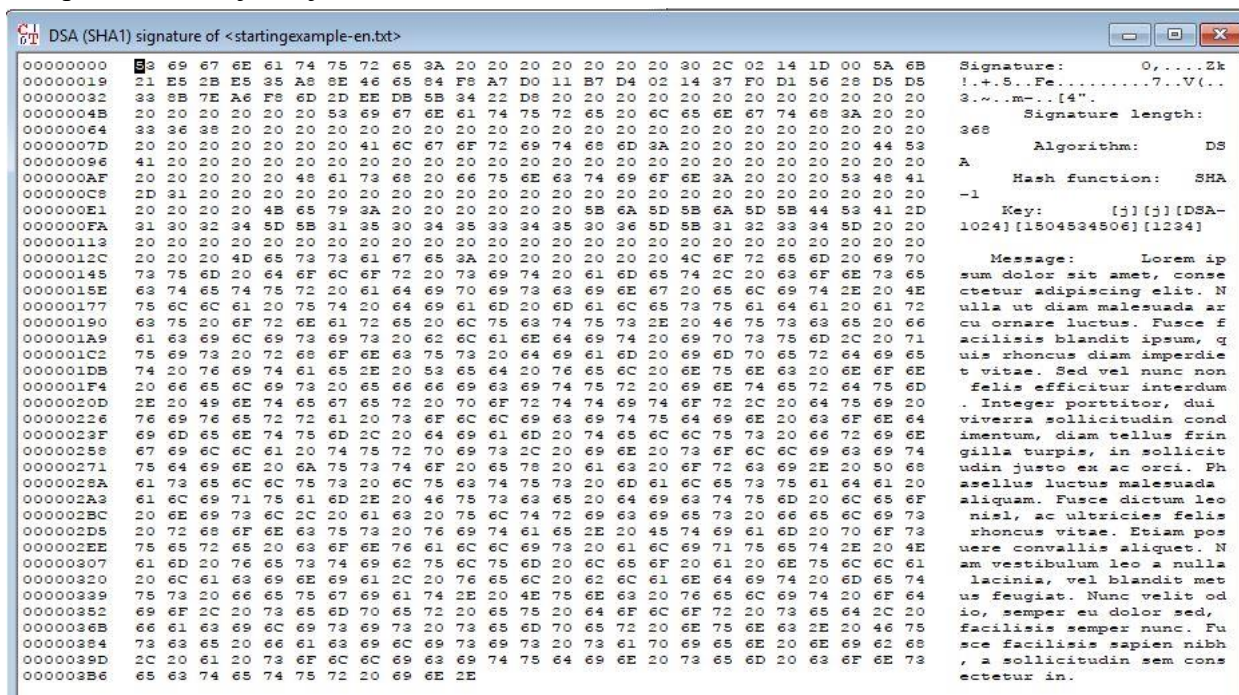 DSA (SHA1) signature of <startingexample-en.txt>
00000000 53 69 67 6E 61 74 75 72 65 3A 20 20 20 20 20 20 20 30 2C 02 14 1D 00 5A 6B Signature: 0,....Zk
00000019 21 E5 2B E5 35 A8 8E 46 65 84 F8 A7 D0 11 B7 D4 02 14 37 F0 D1 56 28 D5 D5 !.+.5..Fe.........7..V(..
00000032 33 8B 7E A6 F8 6D 2D EE DB 5B 34 22 D8 20 20 20 20 20 20 20 20 20 20 20 20 3.~..m-..[4".
0000004B 20 20 20 20 20 20 53 69 67 6E 61 74 75 72 65 20 6C 65 6E 67 74 68 3A 20 20 Signature length:
00000064 33 36 38 20 20 20 20 20 20 20 20 20 20 20 20 20 20 20 20 20 20 20 20 20 20 368
0000007D 20 20 20 20 20 20 20 41 6C 67 6F 72 69 74 68 6D 3A 20 20 20 20 20 20 44 53 Algorithm: DS
00000096 41 20 20 20 20 20 20 20 20 20 20 20 20 20 20 20 20 20 20 20 20 20 20 20 20 A
000000AF 20 20 20 20 20 48 61 73 68 20 66 75 6E 63 74 69 6F 6E 3A 20 20 20 53 48 41 Hash function: SHA
000000C8 2D 31 20 20 20 20 20 20 20 20 20 20 20 20 20 20 20 20 20 20 20 20 20 20 20 -1
000000E1 20 20 20 20 4B 65 79 3A 20 20 20 20 20 20 5B 6A 5D 5B 6A 5D 5B 44 53 41 2D Key: [j][j][DSA-
000000FA 31 30 32 34 5D 5B 31 35 30 34 35 33 34 35 30 36 5D 5B 31 32 33 34 5D 20 20 1024][1504534506][1234]
00000113 20 20 20 20 20 20 20 20 20 20 20 20 20 20 20 20 20 20 20 20 20 20 20 20 20
0000012C 20 20 20 4D 65 73 73 61 67 65 3A 20 20 20 20 20 20 4C 6F 72 65 6D 20 69 70 Message: Lorem ip
00000145 73 75 6D 20 64 6F 6C 6F 72 20 73 69 74 20 61 6D 65 74 2C 20 63 6F 6E 73 65 sum dolor sit amet, conse
0000015E 63 74 65 74 75 72 20 61 64 69 70 69 73 63 69 6E 67 20 65 6C 69 74 2E 20 4E ctetur adipiscing elit. N
00000177 75 6C 6C 61 20 75 74 20 64 69 61 6D 20 6D 61 6C 65 73 75 61 64 61 20 61 72 ulla ut diam malesuada ar
00000190 63 75 20 6F 72 6E 61 72 65 20 6C 75 63 74 75 73 2E 20 46 75 73 63 65 20 66 cu ornare luctus. Fusce f
000001A9 61 63 69 6C 69 73 69 73 20 62 6C 61 6E 64 69 74 20 69 70 73 75 6D 2C 20 71 acilisis blandit ipsum, q
000001C2 75 69 73 20 72 68 6F 6E 63 75 73 20 64 69 61 6D 20 69 6D 70 65 72 64 69 65 uis rhoncus diam imperdie
000001DB 74 20 76 69 74 61 65 2E 20 53 65 64 20 76 65 6C 20 6E 75 6E 63 20 6E 6F 6E t vitae. Sed vel nunc non
000001F4 20 66 65 6C 69 73 20 65 66 66 69 63 69 74 75 72 20 69 6E 74 65 72 64 75 6D felis efficitur interdum
0000020D 2E 20 49 6E 74 65 67 65 72 20 70 6F 72 74 74 69 74 6F 72 2C 20 64 75 69 20 . Integer porttitor, dui
00000226 76 69 76 65 72 72 61 20 73 6F 6C 6C 69 63 69 74 75 64 69 6E 20 63 6F 6E 64 viverra sollicitudin cond
0000023F 69 6D 65 6E 74 75 6D 2C 20 64 69 61 6D 20 74 65 6C 6C 75 73 20 66 72 69 6E imentum, diam tellus frin
00000258 67 69 6C 6C 61 20 74 75 72 70 69 73 2C 20 69 6E 20 73 6F 6C 6C 69 63 69 74 gilla turpis, in sollicit
00000271 75 64 69 6E 20 6A 75 73 74 6F 20 65 78 20 61 63 20 6F 72 63 69 2E 20 50 68 udin justo ex ac orci. Ph
0000028A 61 73 65 6C 6C 75 73 20 6C 75 63 74 75 73 20 6D 61 6C 65 73 75 61 64 61 20 asellus luctus malesuada
000002A3 61 6C 69 71 75 61 6D 2E 20 46 75 73 63 65 20 64 69 63 74 75 6D 20 6C 65 6F aliquam. Fusce dictum leo
000002BC 20 6E 69 73 6C 2C 20 61 63 20 75 6C 74 72 69 63 69 65 73 20 66 65 6C 69 73 nisl, ac ultricies felis
000002D5 20 72 68 6F 6E 63 75 73 20 76 69 74 61 65 2E 20 45 74 69 61 6D 20 70 6F 73 rhoncus vitae. Etiam pos
000002EE 75 65 72 65 20 63 6F 6E 76 61 6C 6C 69 73 20 61 6C 69 71 75 65 74 2E 20 4E uere convallis aliquet. N
00000307 61 6D 20 76 65 73 74 69 62 75 6C 75 6D 20 6C 65 6F 20 61 20 6E 75 6C 6C 61 am vestibulum leo a nulla
00000320 20 6C 61 63 69 6E 69 61 2C 20 76 65 6C 20 62 6C 61 6E 64 69 74 20 6D 65 74 lacinia, vel blandit met
00000339 75 73 20 66 65 75 67 69 61 74 2E 20 4E 75 6E 63 20 76 65 6C 69 74 20 6F 64 us feugiat. Nunc velit od
00000352 69 6F 2C 20 73 65 6D 70 65 72 20 65 75 20 64 6F 6C 6F 72 20 73 65 64 2C 20 io, semper eu dolor sed,
0000036B 66 61 63 69 6C 69 73 69 73 20 73 65 6D 70 65 72 20 6E 75 6E 63 2E 20 46 75 facilisis semper nunc. Fu
00000384 73 63 65 20 66 61 63 69 6C 69 73 69 73 20 73 61 70 69 65 6E 20 6E 69 62 68 sce facilisis sapien nibh
0000039D 2C 20 61 20 73 6F 6C 6C 69 63 69 74 75 64 69 6E 20 73 65 6D 20 63 6F 6E 73 , a sollicitudin sem cons
000003B6 65 63 74 65 74 75 72 20 69 6E 2E ectetur in.